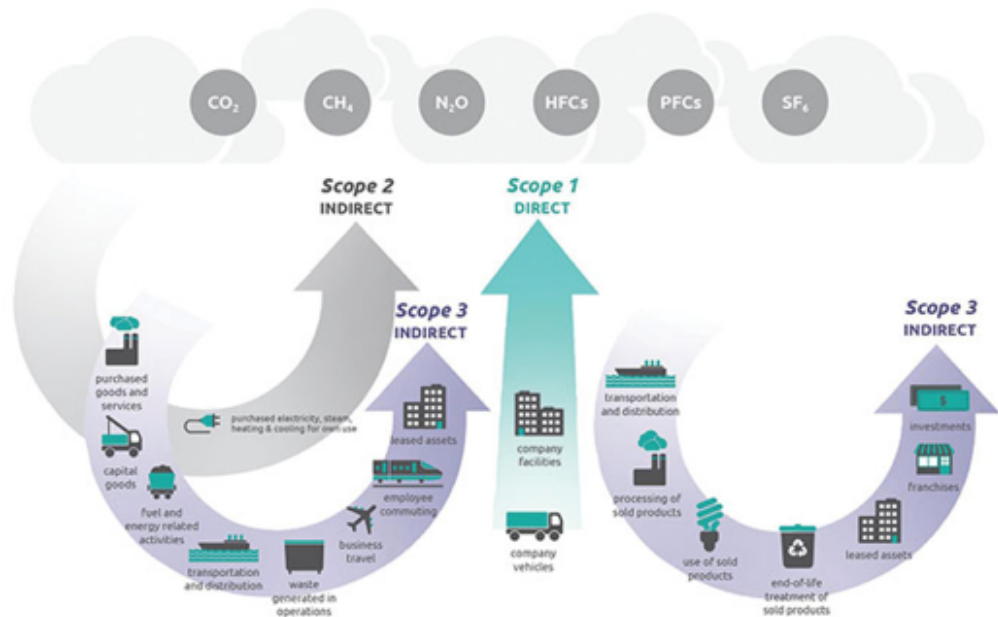 CO₂
CH₄
N₂O
HFCs
PFCs
SF₆
Scope 2
INDIRECT
Scope 1
DIRECT
Scope 3
INDIRECT
Scope 3
INDIRECT
purchased
goods and
services
capital
goods
fuel and
energy related
activities
purchased electricity, steam,
heating & cooling for own use
transportation
and distribution
waste
generated in
operations
business
travel
employee
commuting
leased assets
company
facilities
company
vehicles
transportation
and distribution
processing of
sold products
use of sold
products
end-of-life
treatment of
sold products
leased assets
franchises
$
investments